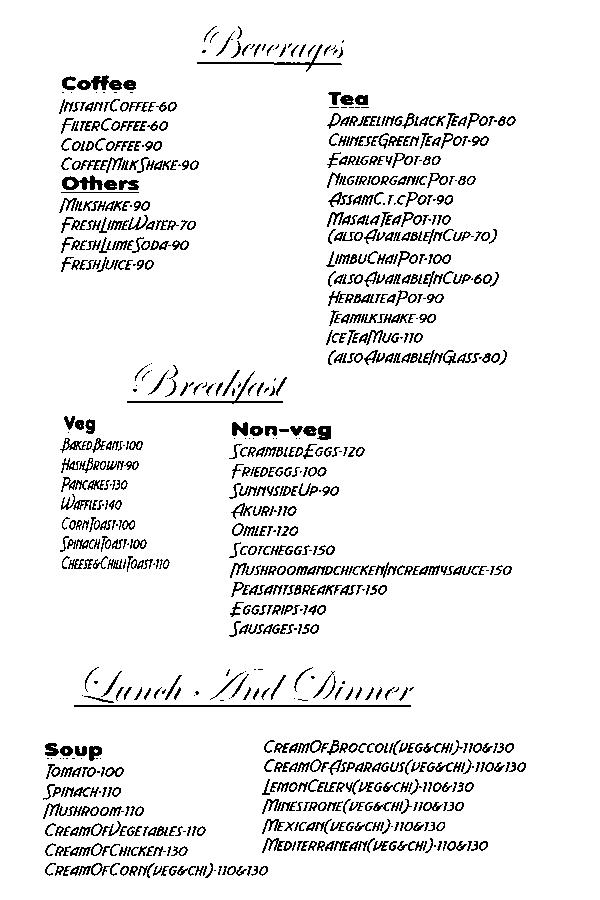 Beverages
Coffee
InstantCoffee-60
FilterCoffee-60
ColdCoffee-90
CoffeeMilkShake-90
Others
Milkshake-90
FreshLimeWater-70
FreshLlimeSoda-90
FreshJuice-90
Tea
DarjeelingBlackTeaPot-80
ChineseGreenTeaPot-90
EarlgreyPot-80
NilgiriorganicPot-80
AssamC.t.cPot-90
MasalaTeaPot-110
(alsoAvailableInCup-70)
LimbuChaiPot-100
(alsoAvailableInCup-60)
HerbalteaPot-90
Teamilkshake-90
IceTeaMug-110
(alsoAvailableInGlass-80)
Breakfast
Veg
BakedBeans-100
HashBrown-90
Pancakes-130
Waffles-140
CornToast-100
SpinachToast-100
Cheese&ChilliToast-110
Non-veg
ScrambledEggs-120
Friedeggs-100
SunnysideUp-90
Akuri-110
Omlet-120
Scotcheggs-150
MushroomandchickenIncreamysauce-150
Peasantsbreakfast-150
Eggstrips-140
Sausages-150
Lunch And Dinner
Soup
Tomato-100
Spinach-110
Mushroom-110
CreamOfVegetables-110
CreamOfChicken-130
CreamOfCorn(veg&chi)-110&130
CreamOfBroccoli(veg&chi)-110&130
CreamOfAsparagus(veg&chi)-110&130
LemonCelery(veg&chi)-110&130
Minestrone(veg&chi)-110&130
Mexican(veg&chi)-110&130
Mediterranean(veg&chi)-110&130